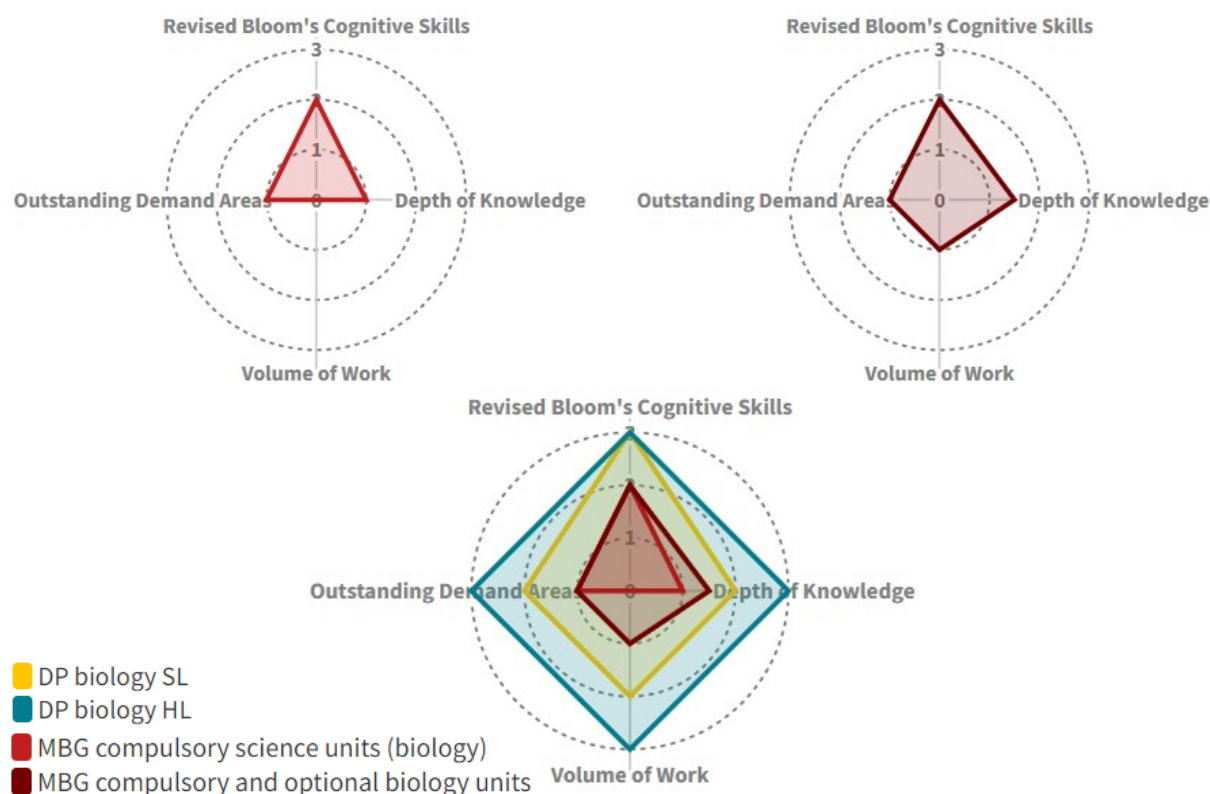 Revised Bloom's Cognitive Skills
3
2
1
Outstanding Demand Areas 0 Depth of Knowledge
Volume of Work
Revised Bloom's Cognitive Skills
3
2
1
Outstanding Demand Areas 0 Depth of Knowledge
Volume of Work
Revised Bloom's Cognitive Skills
3
2
1
Outstanding Demand Areas 0 Depth of Knowledge
Volume of Work
DP biology SL
DP biology HL
MBG compulsory science units (biology)
MBG compulsory and optional biology units